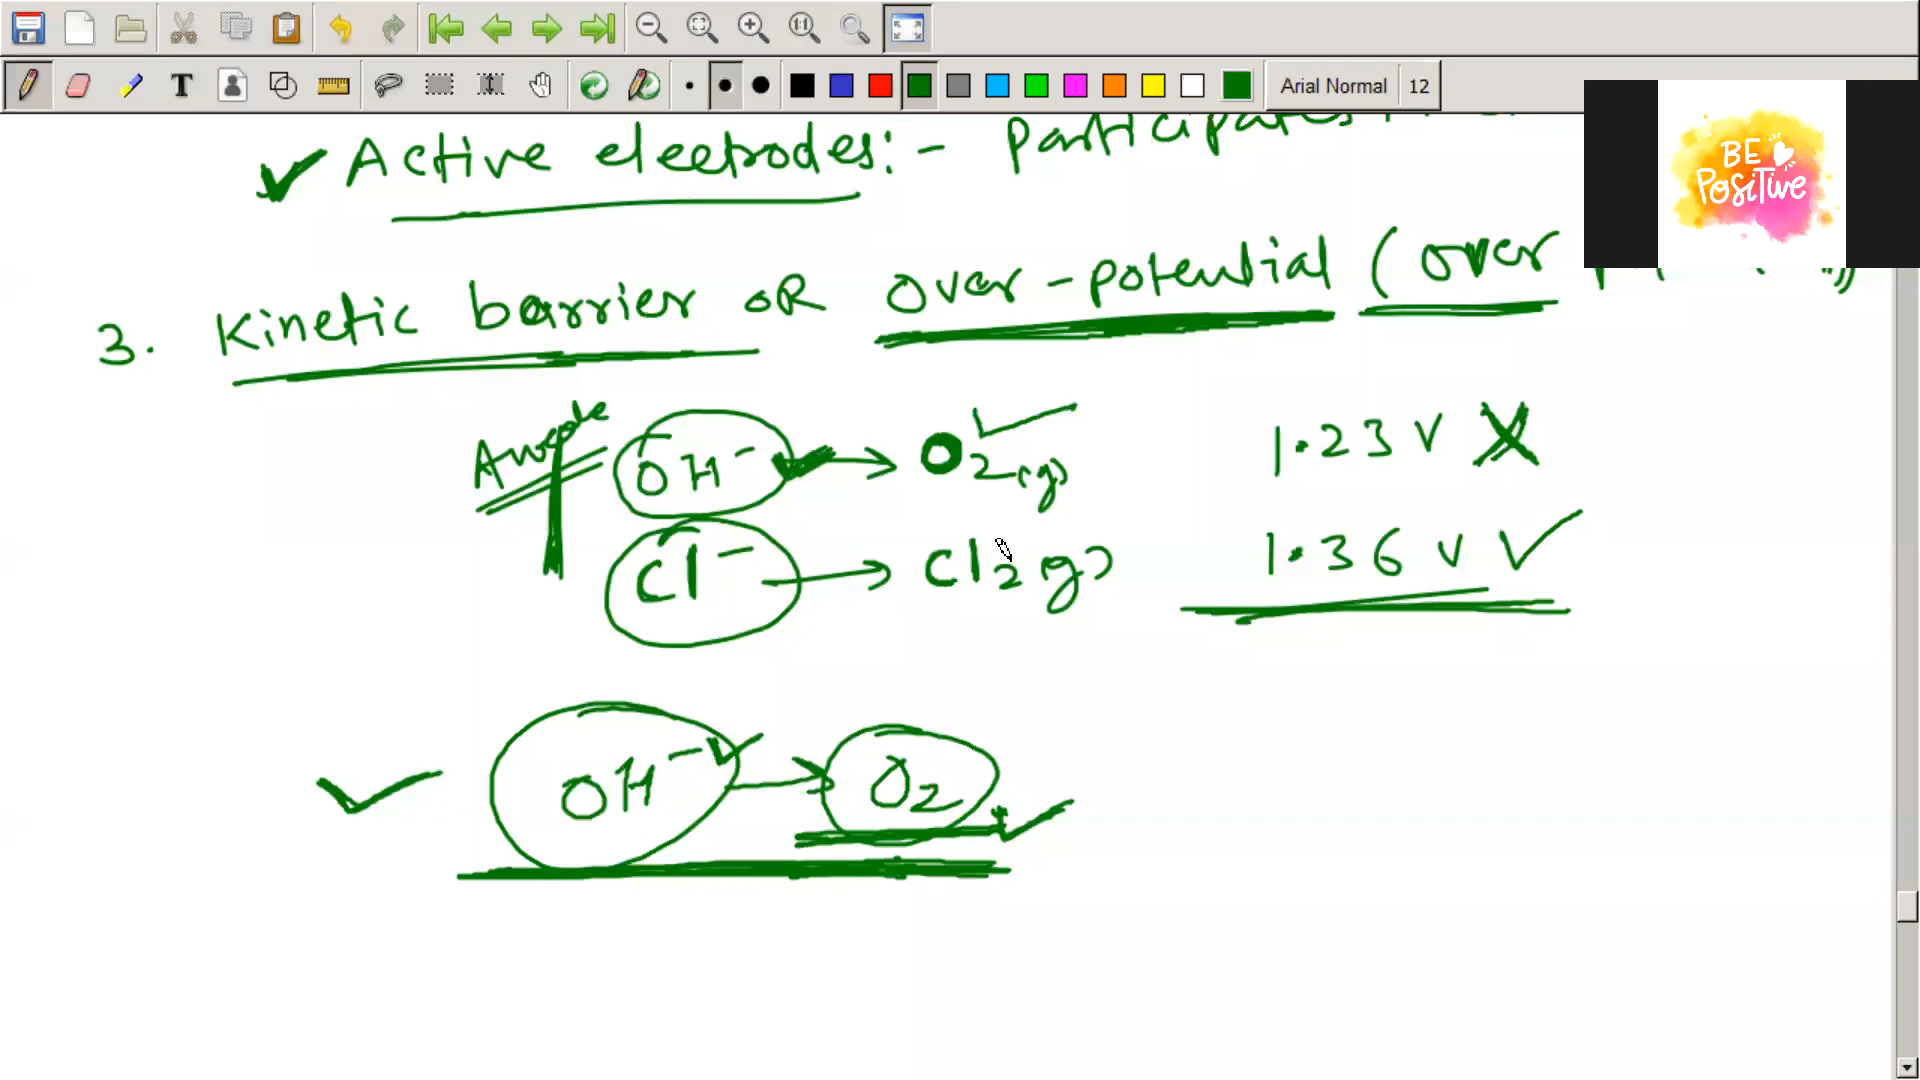 Arial Normal 12
BE
POSITIVE
✓ Active electrodes:- Participates
3. Kinetic barrier OR Over-potential (over
Anode OH⁻ → O2(g) ✓ 1.23 V X
Cl⁻ → Cl2(g) 1.36 V ✓
✓ OH⁻ ✓ → O2 ✓